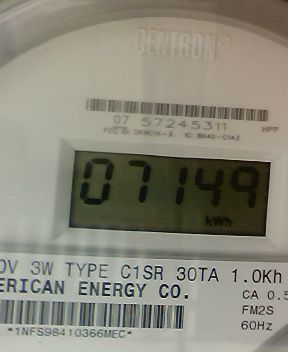 CENTRON®
07 57245311
HPP
07149
kWh
0V 3W TYPE C1SR 30TA 1.0Kh
ERICAN ENERGY CO.
CA 0.5
FM2S
60Hz
*1NFS98410366MEC*